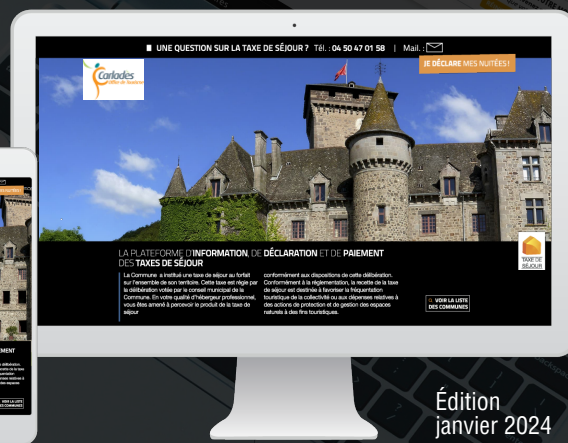 UNE QUESTION SUR LA TAXE DE SÉJOUR ? Tél. : 04 50 47 01 58 | Mail. :
JE DÉCLARE MES NUITÉES !
Carladès
Office de Tourisme
LA PLATEFORME D'INFORMATION, DE DÉCLARATION ET DE PAIEMENT
DES TAXES DE SÉJOUR
La Commune a institué une taxe de séjour au forfait
sur l'ensemble de son territoire. Cette taxe est régie par
la délibération votée par le conseil municipal de la
Commune. En votre qualité d'hébergeur professionnel,
vous êtes amené à percevoir le produit de la taxe de
séjour
conformément aux dispositions de cette délibération.
Conformément à la réglementation, la recette de la taxe
de séjour est destinée à favoriser la fréquentation
touristique de la collectivité ou aux dépenses relatives à
des actions de protection et de gestion des espaces
naturels à des fins touristiques.
TAXE DE
SÉJOUR
VOIR LA LISTE
DES COMMUNES
Édition
janvier 2024